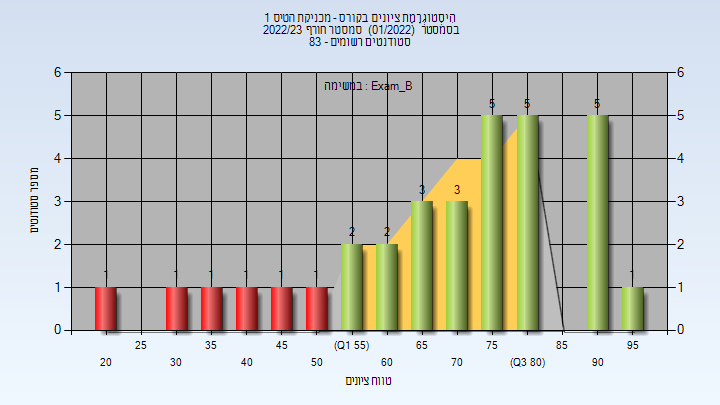 היסטוגרמת ציונים בקורס - מכניקת הטיס 1
בסמסטר (01/2022) סמסטר חורף 2022/23
סטודנטים רשומים - 83
במשימה : Exam_B
מספר סטודנטים
6 6
5 5
4 4
3 3
2 2
1 1
0 0
1 1 1 1 1 1 2 2 3 3 5 5 5 1
25 35 45 (Q1 55) 65 75 85 95
20 30 40 50 60 70 (Q3 80) 90
טווח ציונים